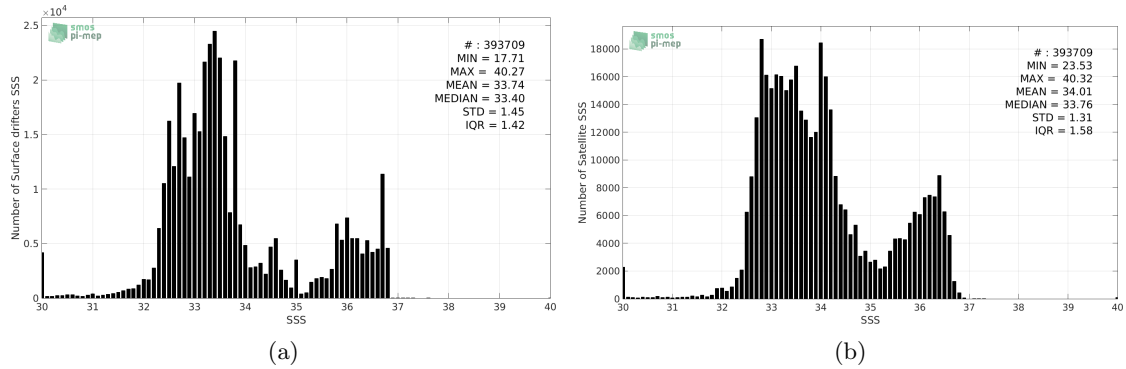 2.5 ×10⁴
2
1.5
1
0.5
0
30 31 32 33 34 35 36 37 38 39 40
SSS
Number of Surface drifters SSS
smos
pi-mep
# : 393709
MIN = 17.71
MAX = 40.27
MEAN = 33.74
MEDIAN = 33.40
STD = 1.45
IQR = 1.42
(a)
18000
16000
14000
12000
10000
8000
6000
4000
2000
0
30 31 32 33 34 35 36 37 38 39 40
SSS
Number of Satellite SSS
smos
pi-mep
# : 393709
MIN = 23.53
MAX = 40.32
MEAN = 34.01
MEDIAN = 33.76
STD = 1.31
IQR = 1.58
(b)